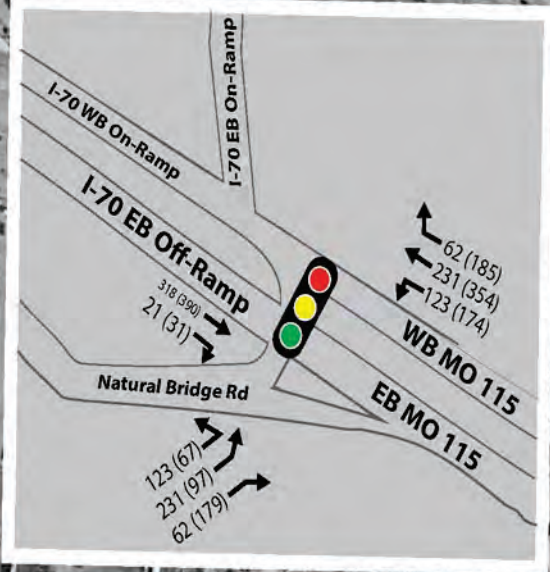 I-70 WB On-Ramp
I-70 EB On-Ramp
I-70 EB Off-Ramp
318 (390)
21 (31)
62 (185)
231 (354)
123 (174)
WB MO 115
EB MO 115
Natural Bridge Rd
123 (67)
231 (97)
62 (179)